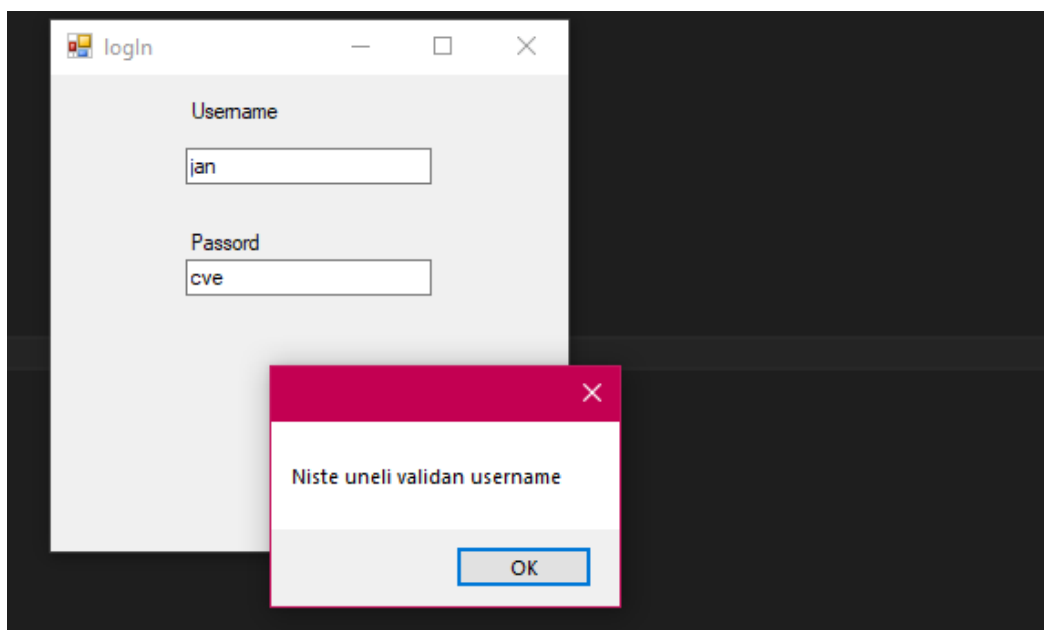 logIn
Username
jan
Passord
cve
Niste uneli validan username
OK